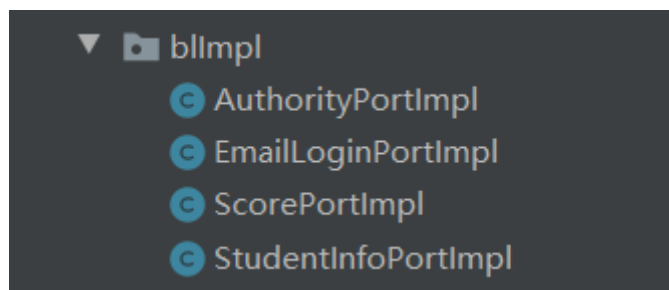 blImpl
C AuthorityPortImpl
C EmailLoginPortImpl
C ScorePortImpl
C StudentInfoPortImpl